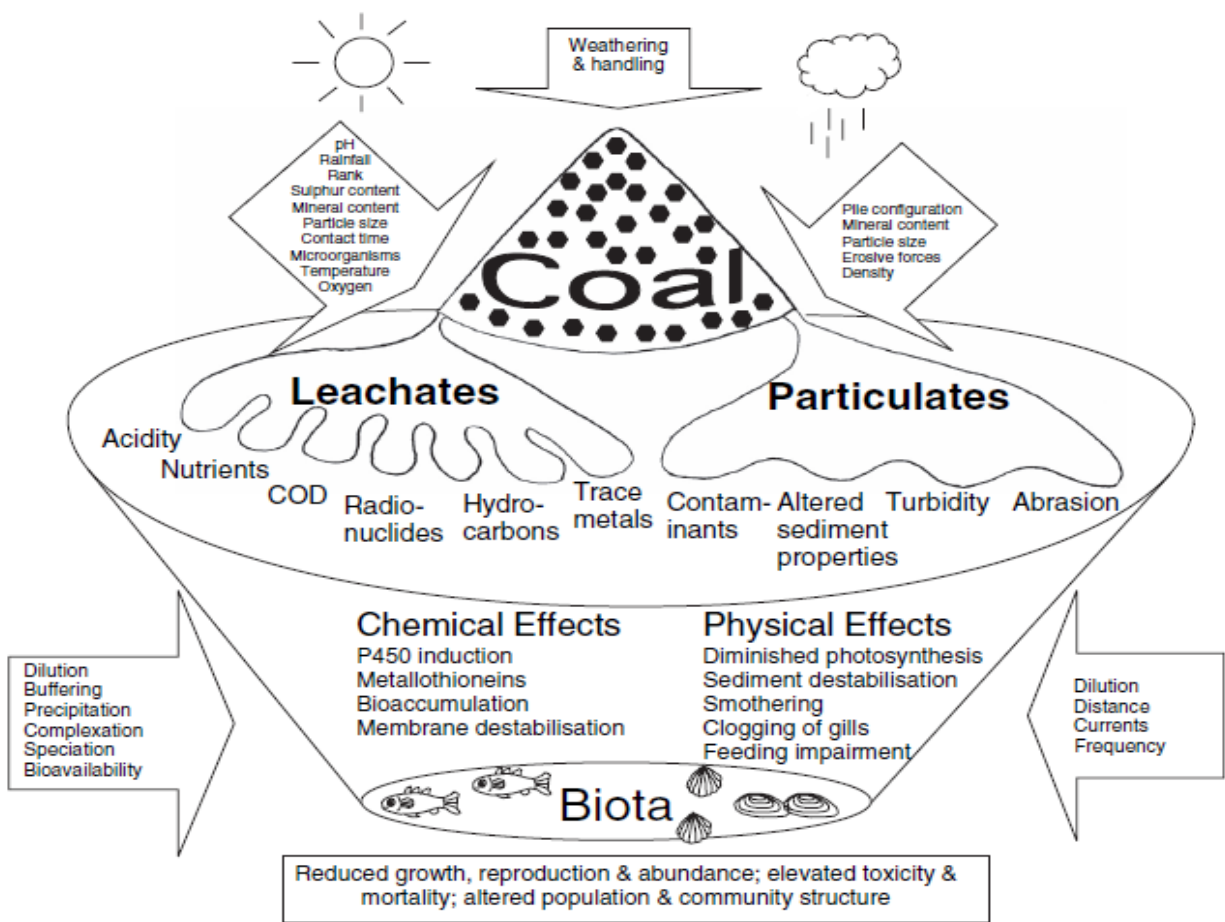 Weathering
& handling
pH
Rainfall
Rank
Sulphur content
Mineral content
Particle size
Contact time
Microorganisms
Temperature
Oxygen
Pile configuration
Mineral content
Particle size
Erosive forces
Density
Coal
Leachates
Particulates
Acidity
Nutrients
COD
Radio-
nuclides
Hydro-
carbons
Trace
metals
Contam-
inants
Altered
sediment
properties
Turbidity
Abrasion
Chemical Effects
P450 induction
Metallothioneins
Bioaccumulation
Membrane destabilisation
Physical Effects
Diminished photosynthesis
Sediment destabilisation
Smothering
Clogging of gills
Feeding impairment
Dilution
Buffering
Precipitation
Complexation
Speciation
Bioavailability
Dilution
Distance
Currents
Frequency
Biota
Reduced growth, reproduction & abundance; elevated toxicity &
mortality; altered population & community structure